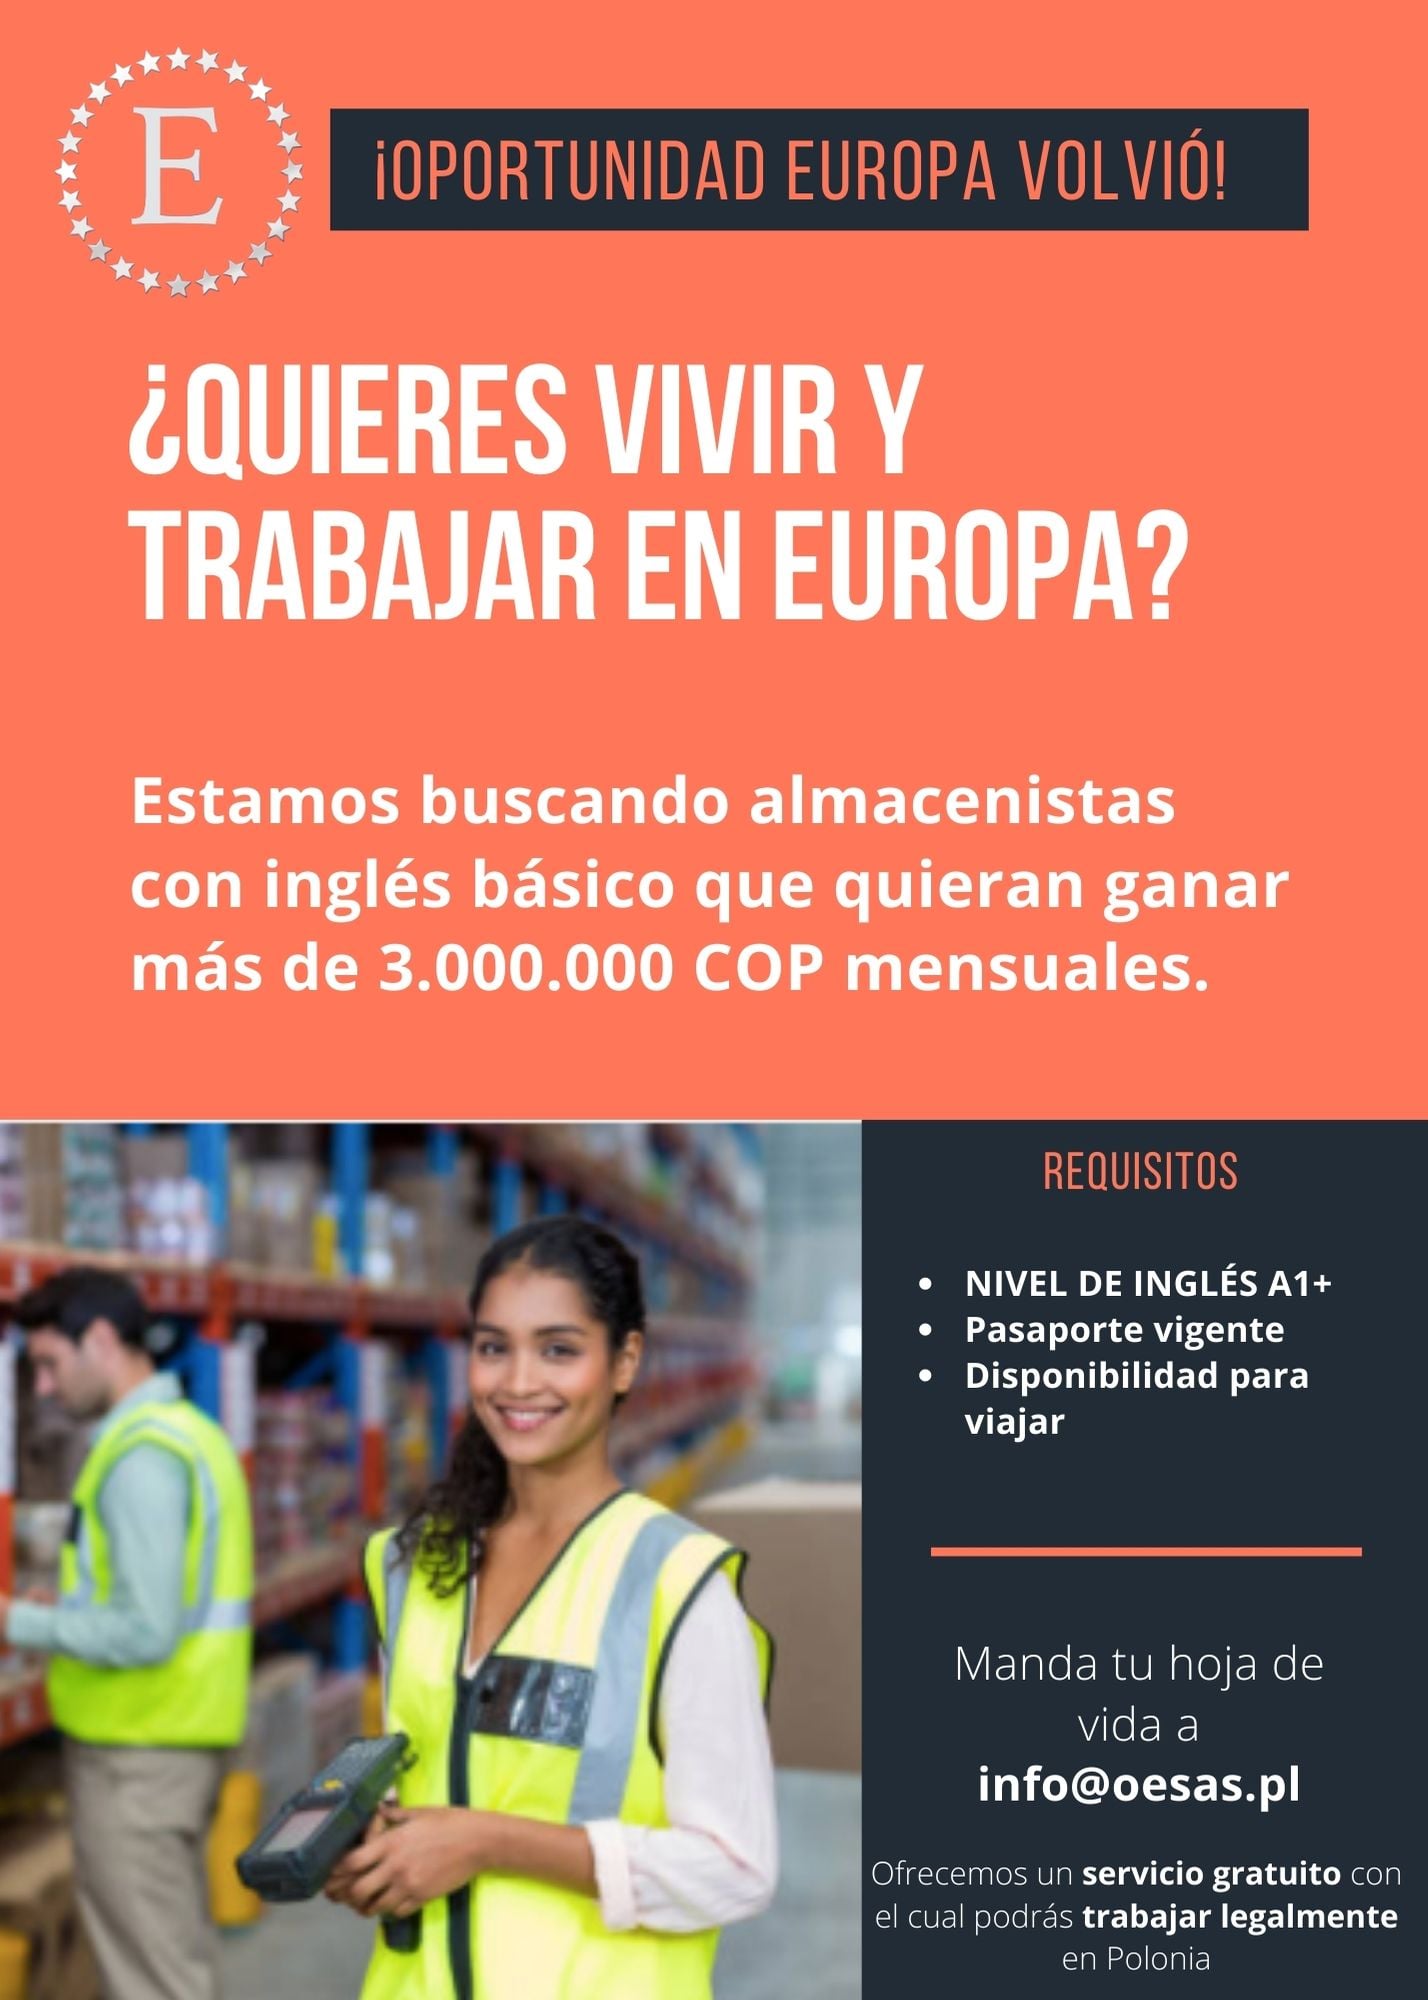 E
¡OPORTUNIDAD EUROPA VOLVIÓ!
¿QUIERES VIVIR Y
TRABAJAR EN EUROPA?
Estamos buscando almacenistas
con inglés básico que quieran ganar
más de 3.000.000 COP mensuales.
REQUISITOS
• NIVEL DE INGLÉS A1+
• Pasaporte vigente
• Disponibilidad para
viajar
Manda tu hoja de
vida a
info@oesas.pl
Ofrecemos un servicio gratuito con
el cual podrás trabajar legalmente
en Polonia